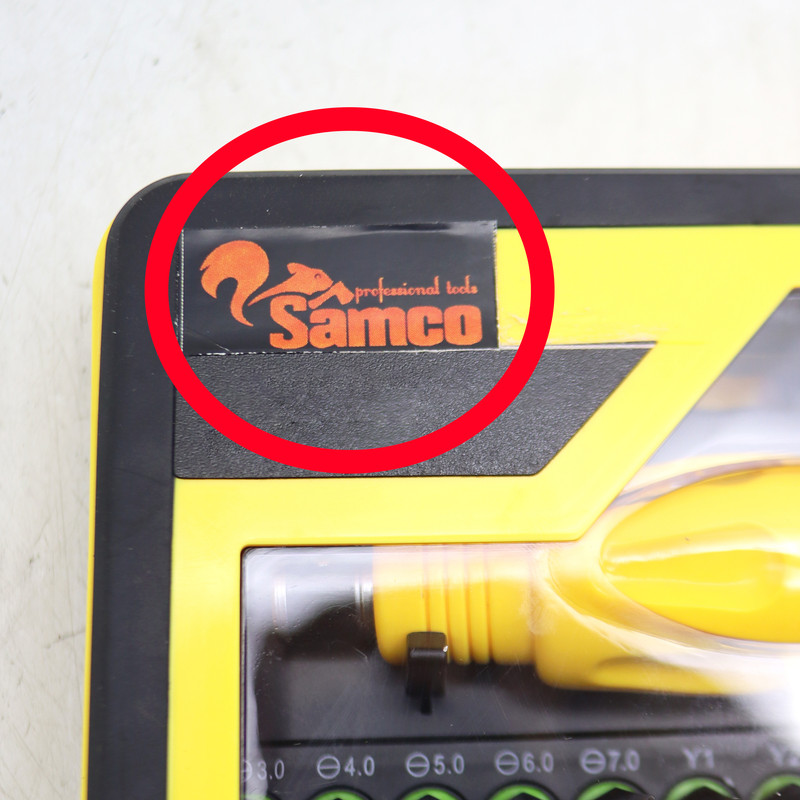 professional tools
Samco
⊖3.0 ⊖4.0 ⊖5.0 ⊖6.0 ⊖7.0 Y1